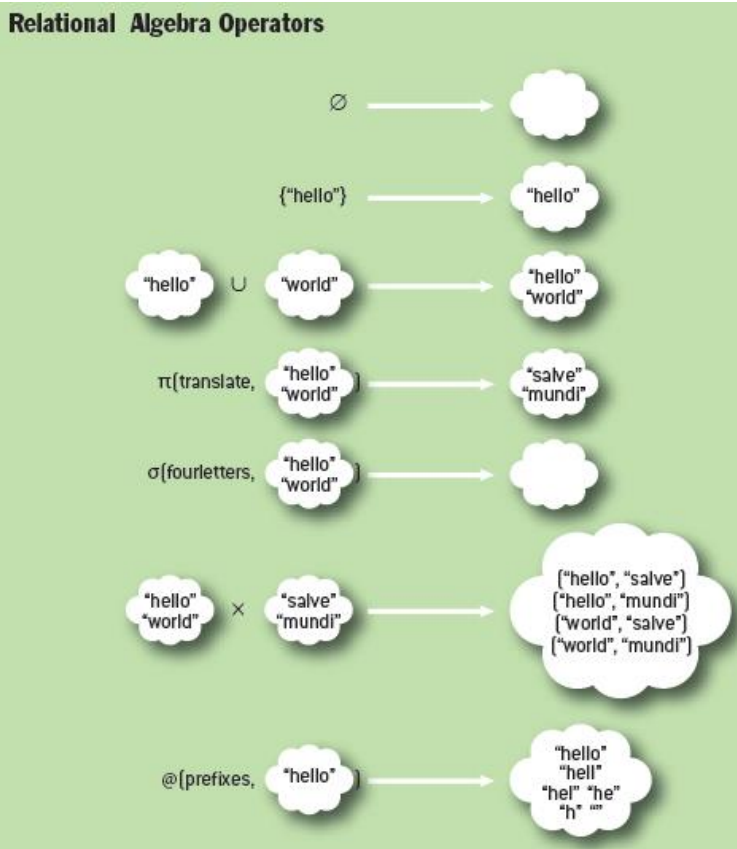 Relational Algebra Operators
∅
{“hello”} “hello”
“hello” ∪ “world” “hello”
“world”
π(translate, “hello”
“world” ) “salve”
“mundi”
σ(fourletters, “hello”
“world” )
“hello”
“world” × “salve”
“mundi” (“hello”, “salve”)
(“hello”, “mundi”)
(“world”, “salve”)
(“world”, “mundi”)
@(prefixes, “hello” ) “hello”
“hell”
“hel” “he”
“h” “”